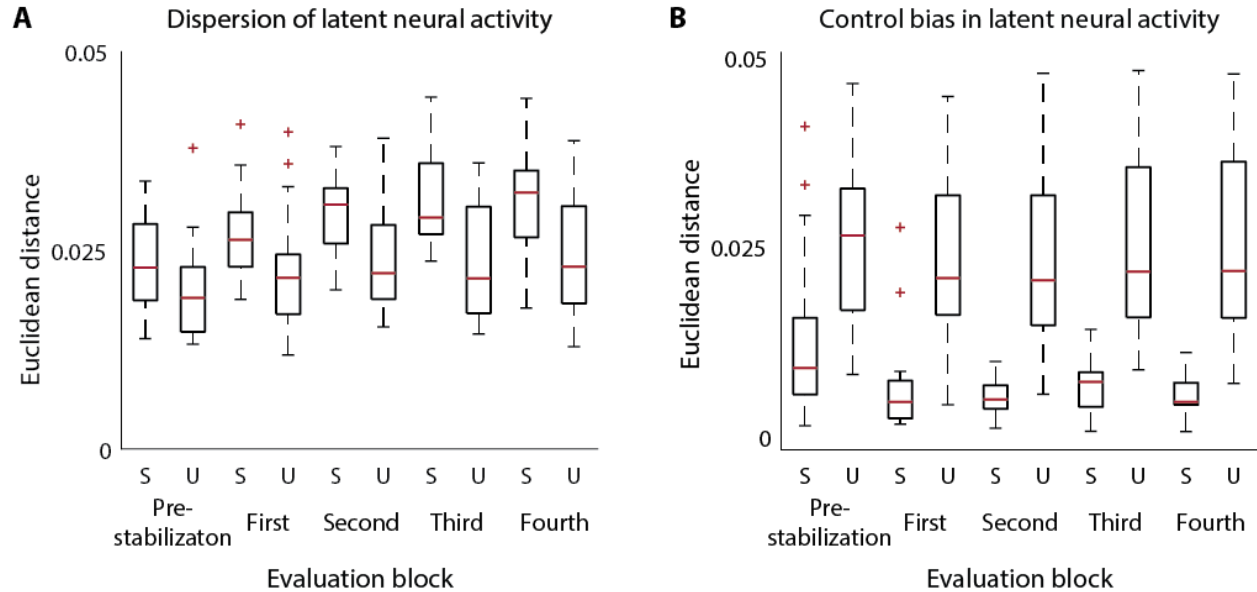 A Dispersion of latent neural activity
0.05
0.025
0
Euclidean distance
S U S U S U S U S U
Pre-
stabilizaton
First Second Third Fourth
Evaluation block
B Control bias in latent neural activity
0.05
0.025
0
Euclidean distance
S U S U S U S U S U
Pre-
stabilization
First Second Third Fourth
Evaluation block